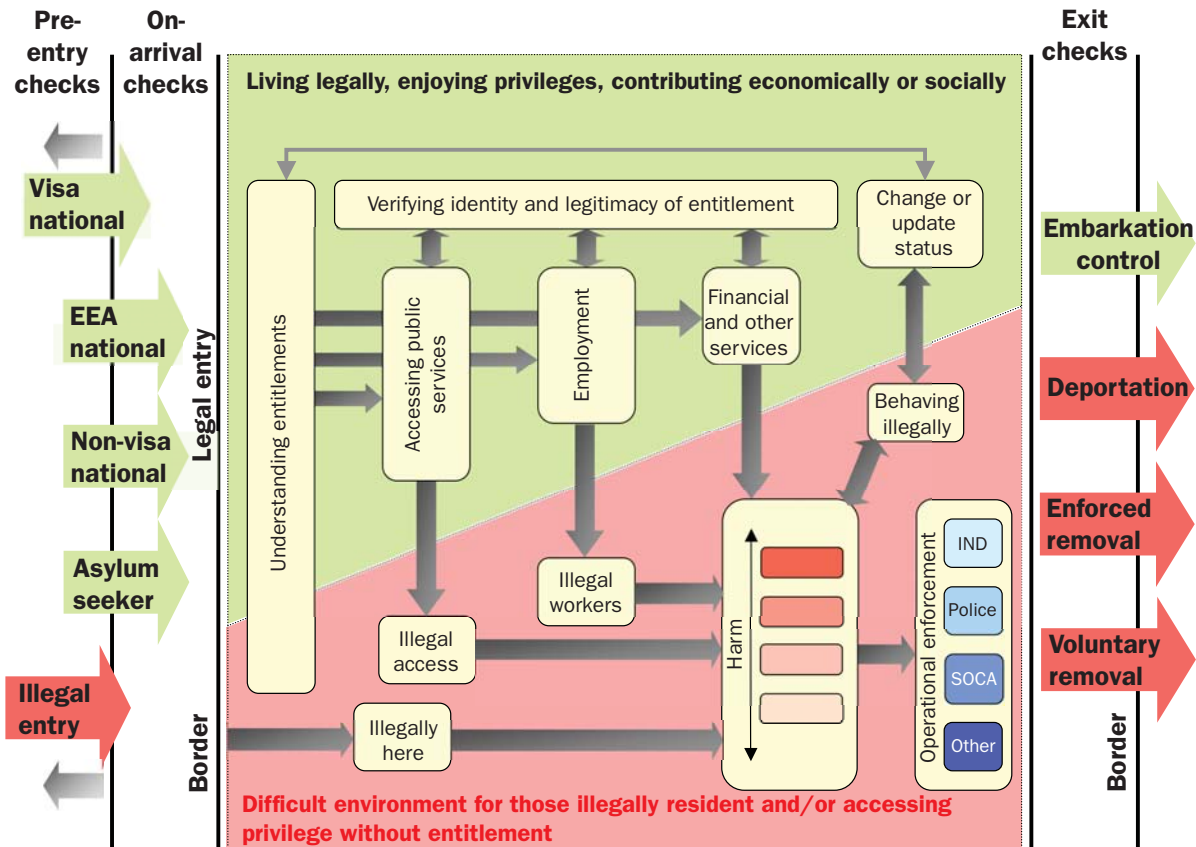 Pre-
entry
checks
On-
arrival
checks
Exit
checks
Living legally, enjoying privileges, contributing economically or socially
Visa
national
EEA
national
Non-visa
national
Asylum
seeker
Illegal
entry
Legal entry
Border
Understanding entitlements
Verifying identity and legitimacy of entitlement
Change or
update
status
Accessing public
services
Employment
Financial
and other
services
Behaving
illegally
Illegal
workers
Illegal
access
Illegally
here
Harm
Operational enforcement
IND
Police
SOCA
Other
Difficult environment for those illegally resident and/or accessing
privilege without entitlement
Embarkation
control
Deportation
Enforced
removal
Voluntary
removal
Border